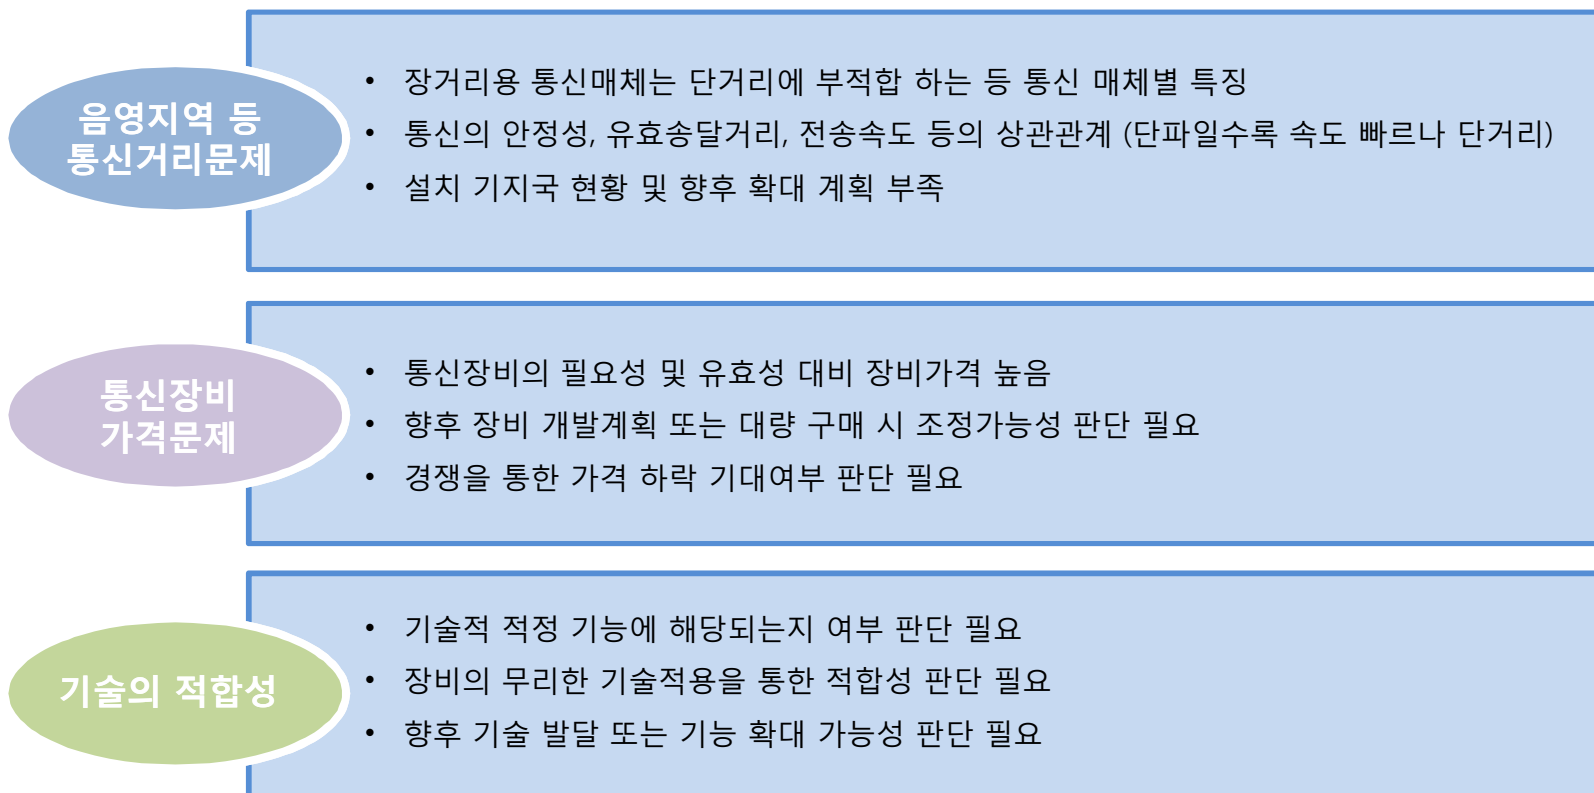 음영지역 등
통신거리문제
• 장거리용 통신매체는 단거리에 부적합 하는 등 통신 매체별 특징
• 통신의 안정성, 유효송달거리, 전송속도 등의 상관관계 (단파일수록 속도 빠르나 단거리)
• 설치 기지국 현황 및 향후 확대 계획 부족
통신장비
가격문제
• 통신장비의 필요성 및 유효성 대비 장비가격 높음
• 향후 장비 개발계획 또는 대량 구매 시 조정가능성 판단 필요
• 경쟁을 통한 가격 하락 기대여부 판단 필요
기술의 적합성
• 기술적 적정 기능에 해당되는지 여부 판단 필요
• 장비의 무리한 기술적용을 통한 적합성 판단 필요
• 향후 기술 발달 또는 기능 확대 가능성 판단 필요